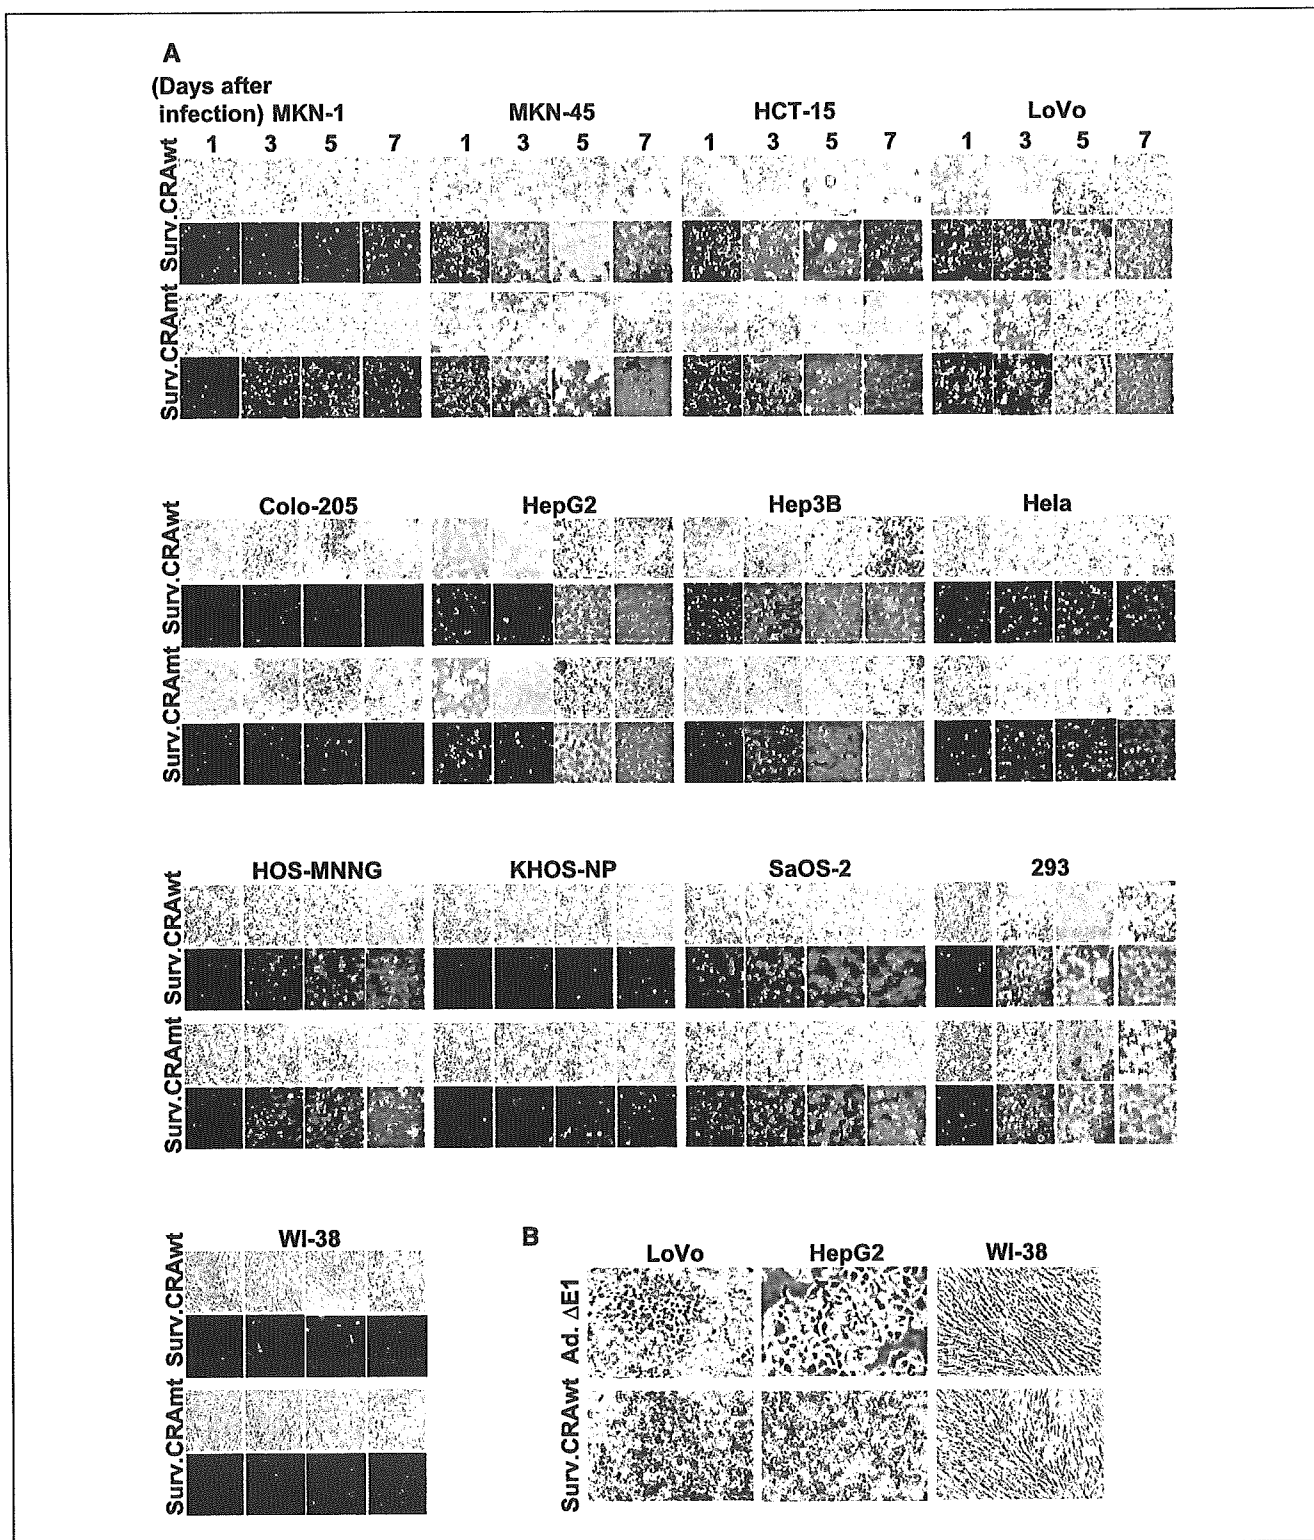 A
(Days after
infection) MKN-1 MKN-45 HCT-15 LoVo
1 3 5 7 1 3 5 7 1 3 5 7 1 3 5 7
Surv.CRAwt
Surv.CRAmt
Colo-205 HepG2 Hep3B Hela
Surv.CRAwt
Surv.CRAmt
HOS-MNNG KHOS-NP SaOS-2 293
Surv.CRAwt
Surv.CRAmt
WI-38
Surv.CRAwt
Surv.CRAmt
B
LoVo HepG2 WI-38
Ad. ΔE1
Surv.CRAwt